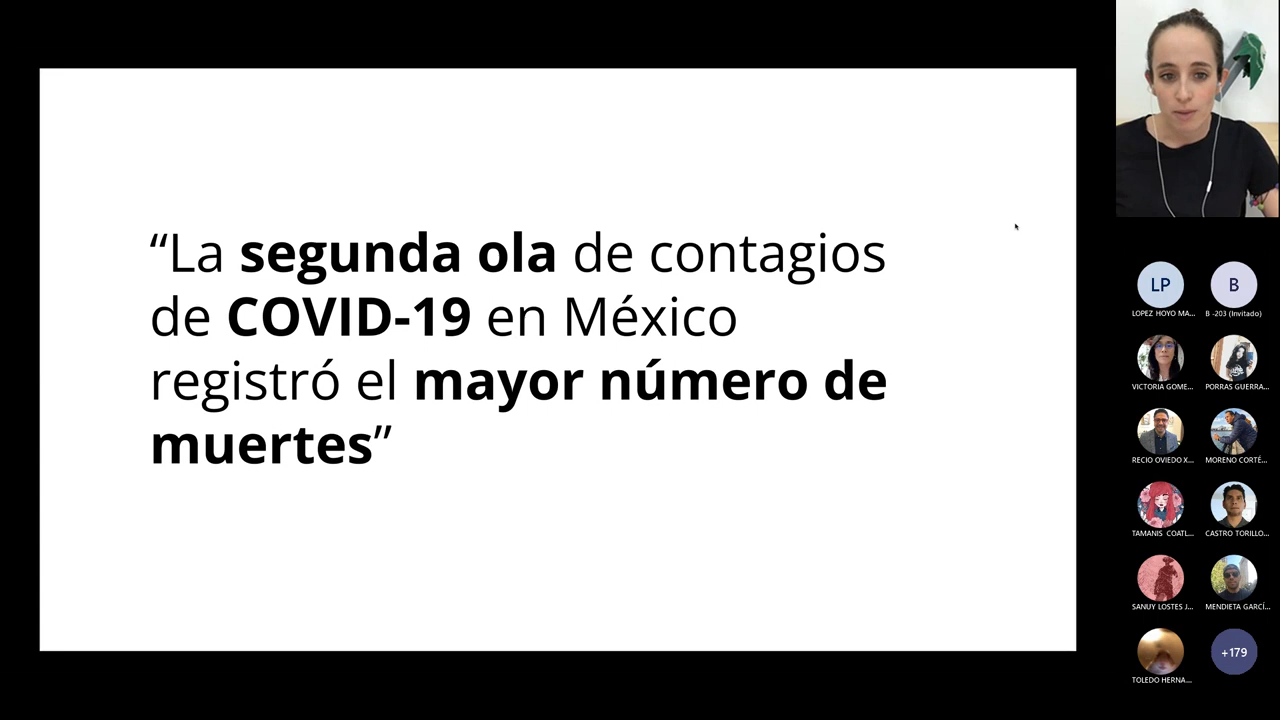 “La segunda ola de contagios
de COVID-19 en México
registró el mayor número de
muertes”
LP
B
LOPEZ HOYO MA...
B -203 (Invitado)
VICTORIA GOME...
PORRAS GUERRA...
RECIO OVIEDO X...
MORENO CORTÉ...
TAMANIS COATL...
CASTRO TORILLO...
SANUY LOSTES J...
MENDIETA GARCÍ...
+179
TOLEDO HERNA...